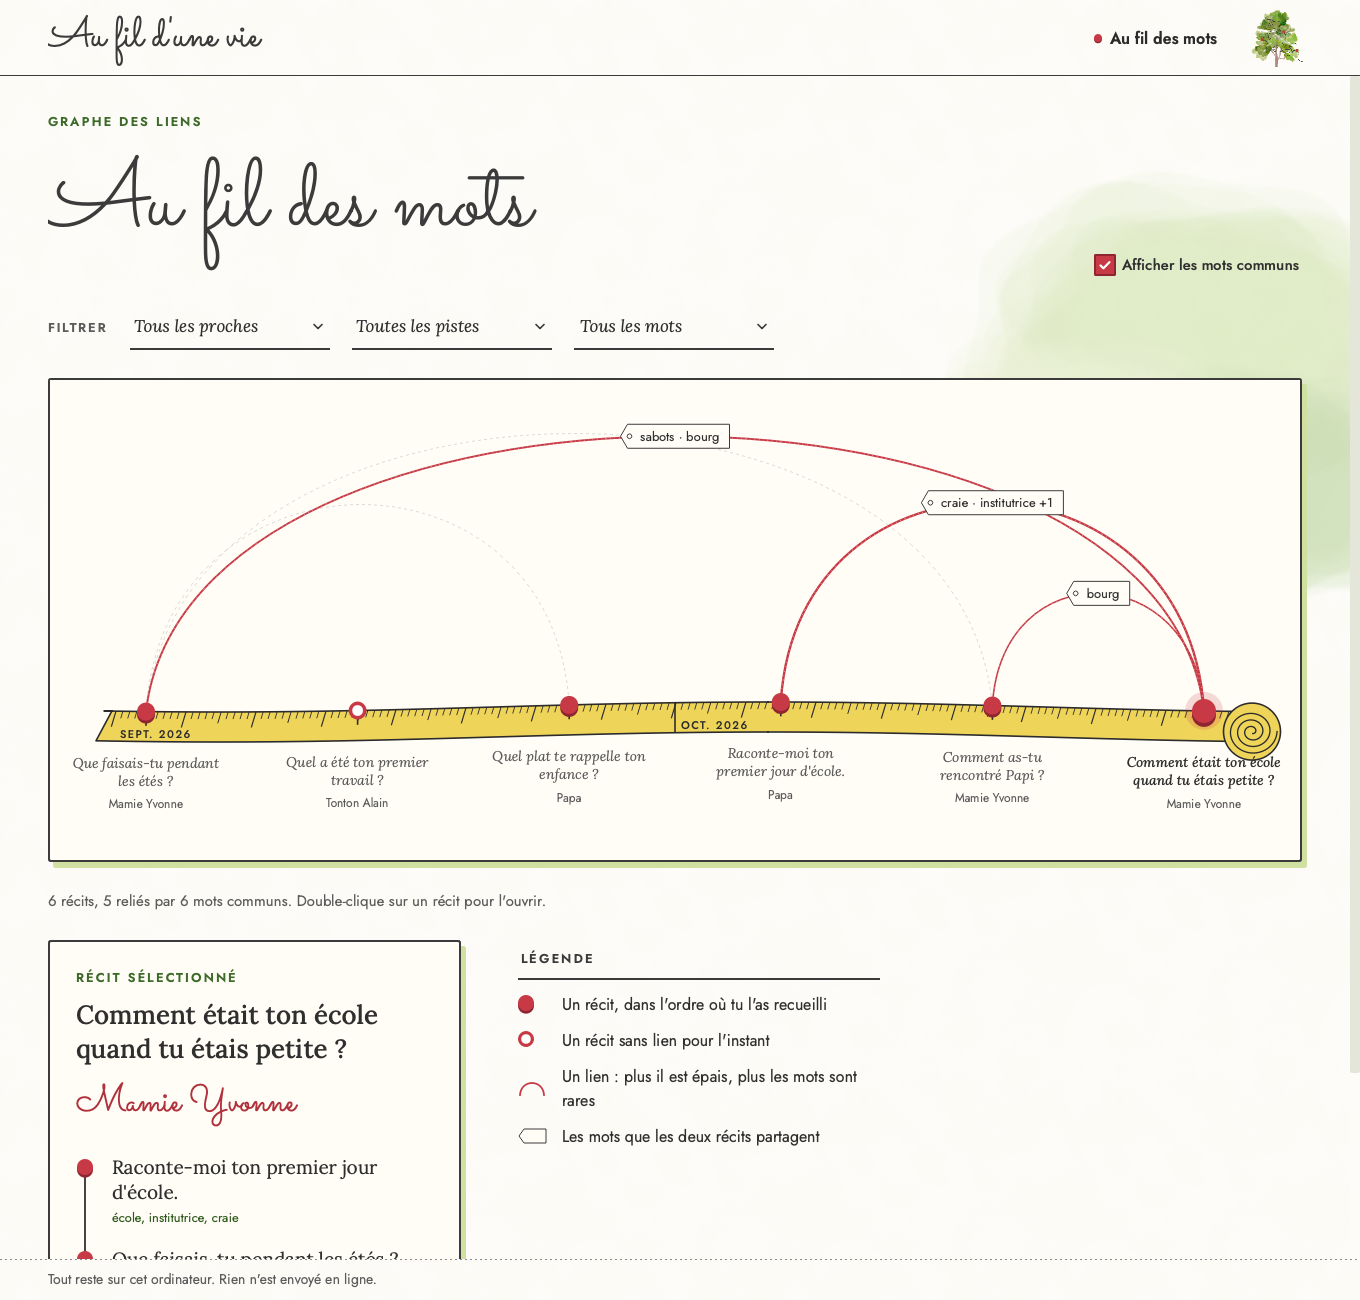 Au fil d'une vie
Au fil des mots
GRAPHE DES LIENS
Au fil des mots
Afficher les mots communs
FILTRER
Tous les proches
Toutes les pistes
Tous les mots
sabots · bourg
craie · institutrice +1
bourg
SEPT. 2026
OCT. 2026
Que faisais-tu pendant
les étés ?
Mamie Yvonne
Quel a été ton premier
travail ?
Tonton Alain
Quel plat te rappelle ton
enfance ?
Papa
Raconte-moi ton
premier jour d'école.
Papa
Comment as-tu
rencontré Papi ?
Mamie Yvonne
Comment était ton école
quand tu étais petite ?
Mamie Yvonne
6 récits, 5 reliés par 6 mots communs. Double-clique sur un récit pour l'ouvrir.
RÉCIT SÉLECTIONNÉ
Comment était ton école
quand tu étais petite ?
Mamie Yvonne
Raconte-moi ton premier jour
d'école.
école, institutrice, craie
Que faisais-tu pendant les étés ?
LÉGENDE
Un récit, dans l'ordre où tu l'as recueilli
Un récit sans lien pour l'instant
Un lien : plus il est épais, plus les mots sont
rares
Les mots que les deux récits partagent
Tout reste sur cet ordinateur. Rien n'est envoyé en ligne.